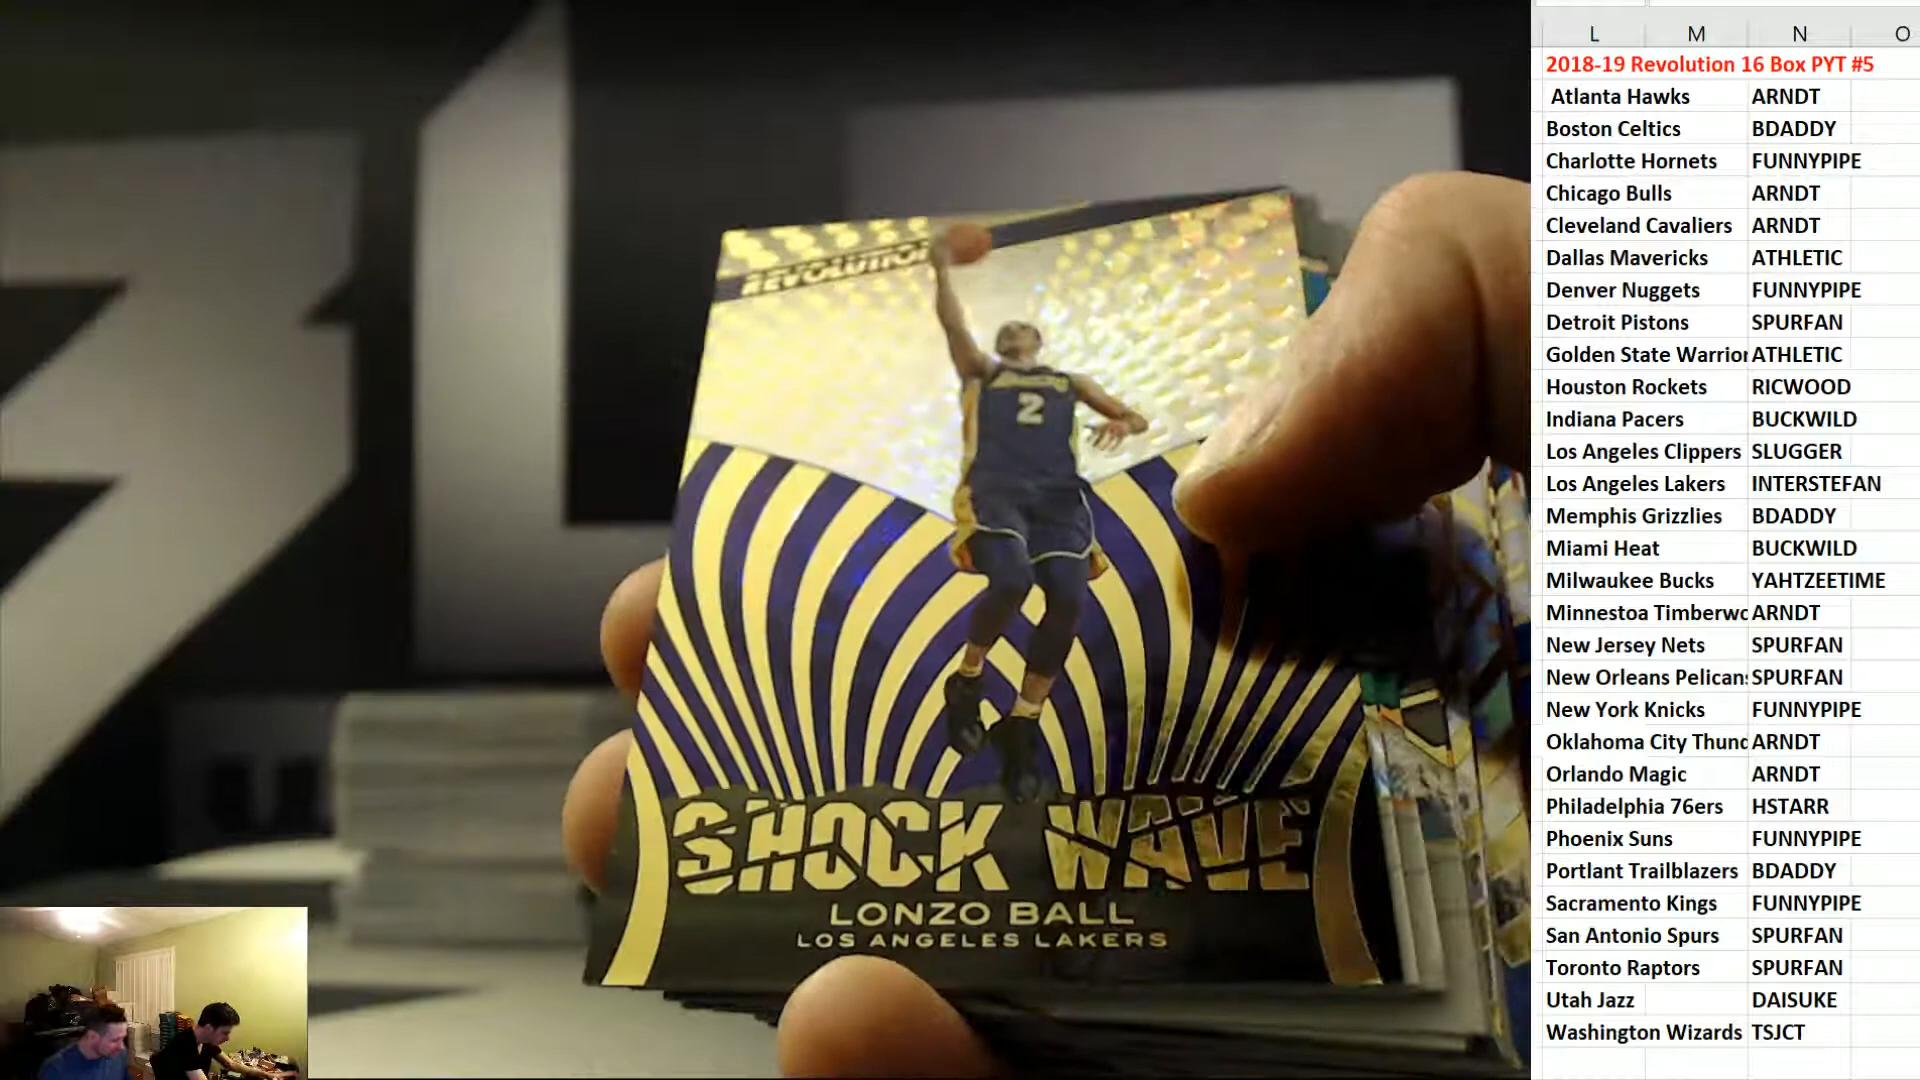 REVOLUTION
2
SHOCK WAVE
LONZO BALL
LOS ANGELES LAKERS
L M N O
2018-19 Revolution 16 Box PYT #5
Atlanta Hawks ARNDT
Boston Celtics BDADDY
Charlotte Hornets FUNNYPIPE
Chicago Bulls ARNDT
Cleveland Cavaliers ARNDT
Dallas Mavericks ATHLETIC
Denver Nuggets FUNNYPIPE
Detroit Pistons SPURFAN
Golden State Warrior ATHLETIC
Houston Rockets RICWOOD
Indiana Pacers BUCKWILD
Los Angeles Clippers SLUGGER
Los Angeles Lakers INTERSTEFAN
Memphis Grizzlies BDADDY
Miami Heat BUCKWILD
Milwaukee Bucks YAHTZEETIME
Minnestoa Timberwo ARNDT
New Jersey Nets SPURFAN
New Orleans Pelicans SPURFAN
New York Knicks FUNNYPIPE
Oklahoma City Thund ARNDT
Orlando Magic ARNDT
Philadelphia 76ers HSTARR
Phoenix Suns FUNNYPIPE
Portlant Trailblazers BDADDY
Sacramento Kings FUNNYPIPE
San Antonio Spurs SPURFAN
Toronto Raptors SPURFAN
Utah Jazz DAISUKE
Washington Wizards TSJCT